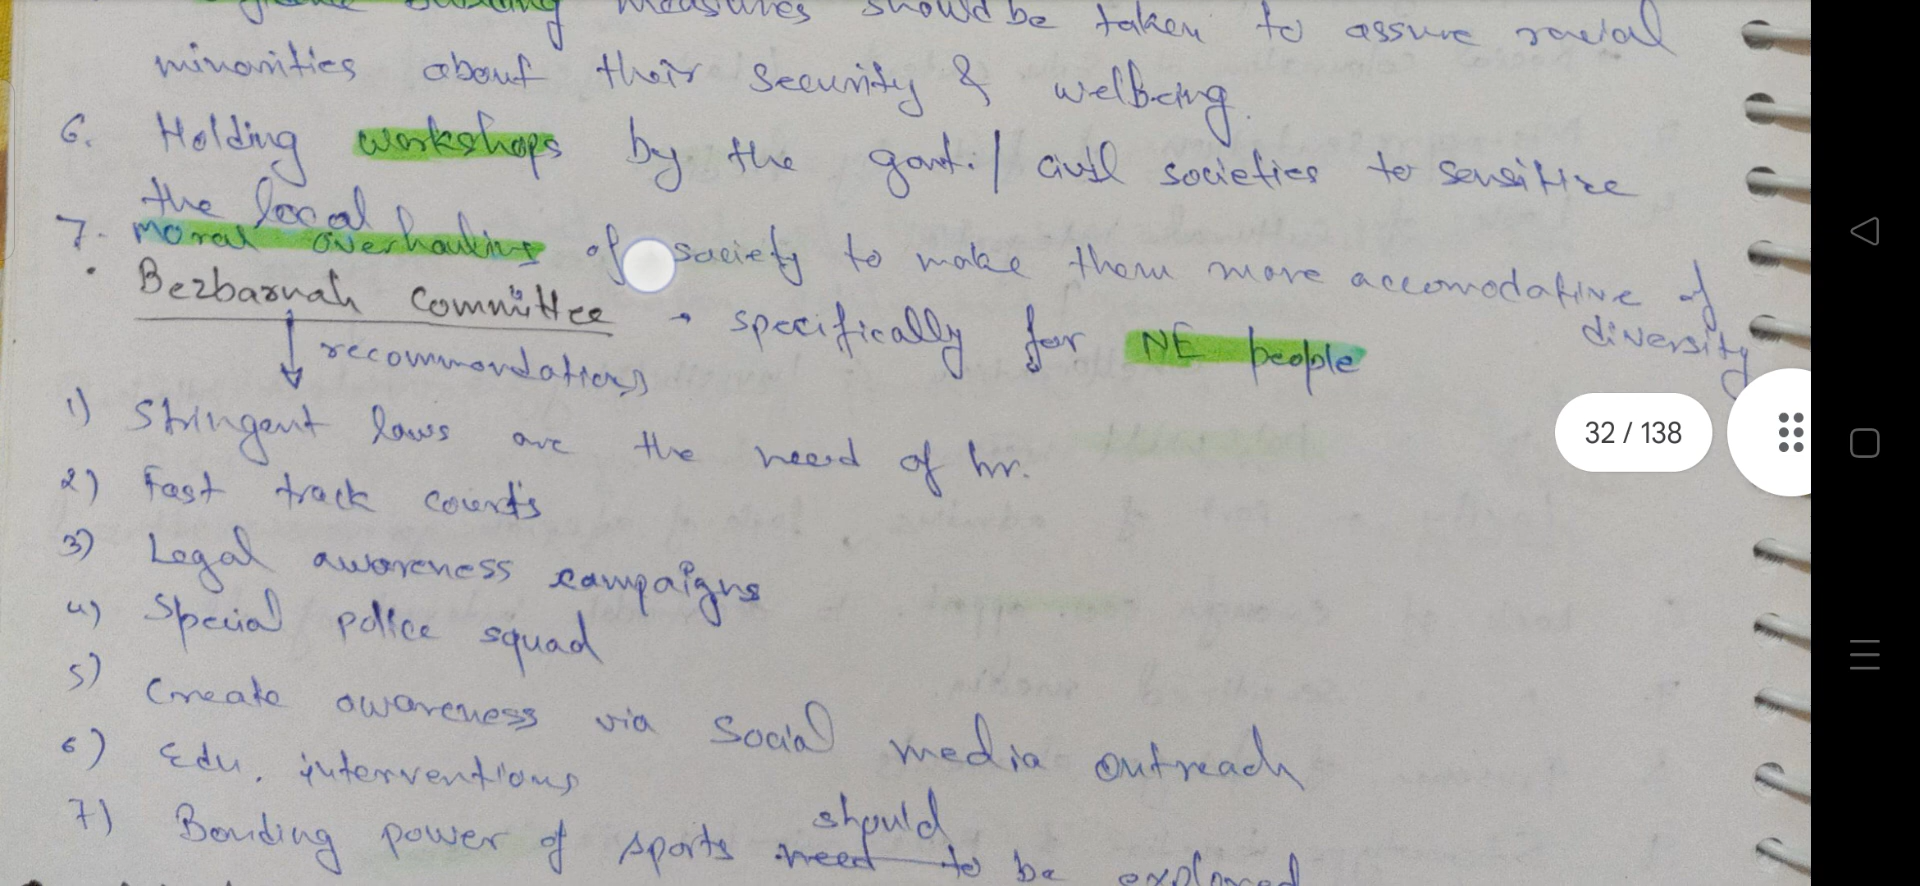 building measures should be taken to assure racial
minorities about their security & welbeing.
6. Holding workshops by the govt./ civil societies to sensitize
the local
7. Moral overhauling of society to make them more accomodative of
diversity
• Bezbaruah Committee → specifically for NE people
recommendations
1) Stringent laws are the need of hr.
2) Fast track courts
3) Legal awareness campaigns
4) Special police squad
5) Create awareness via Social media outreach
6) Edu. interventions
7) Bonding power of sports need to should be explored
32 / 138